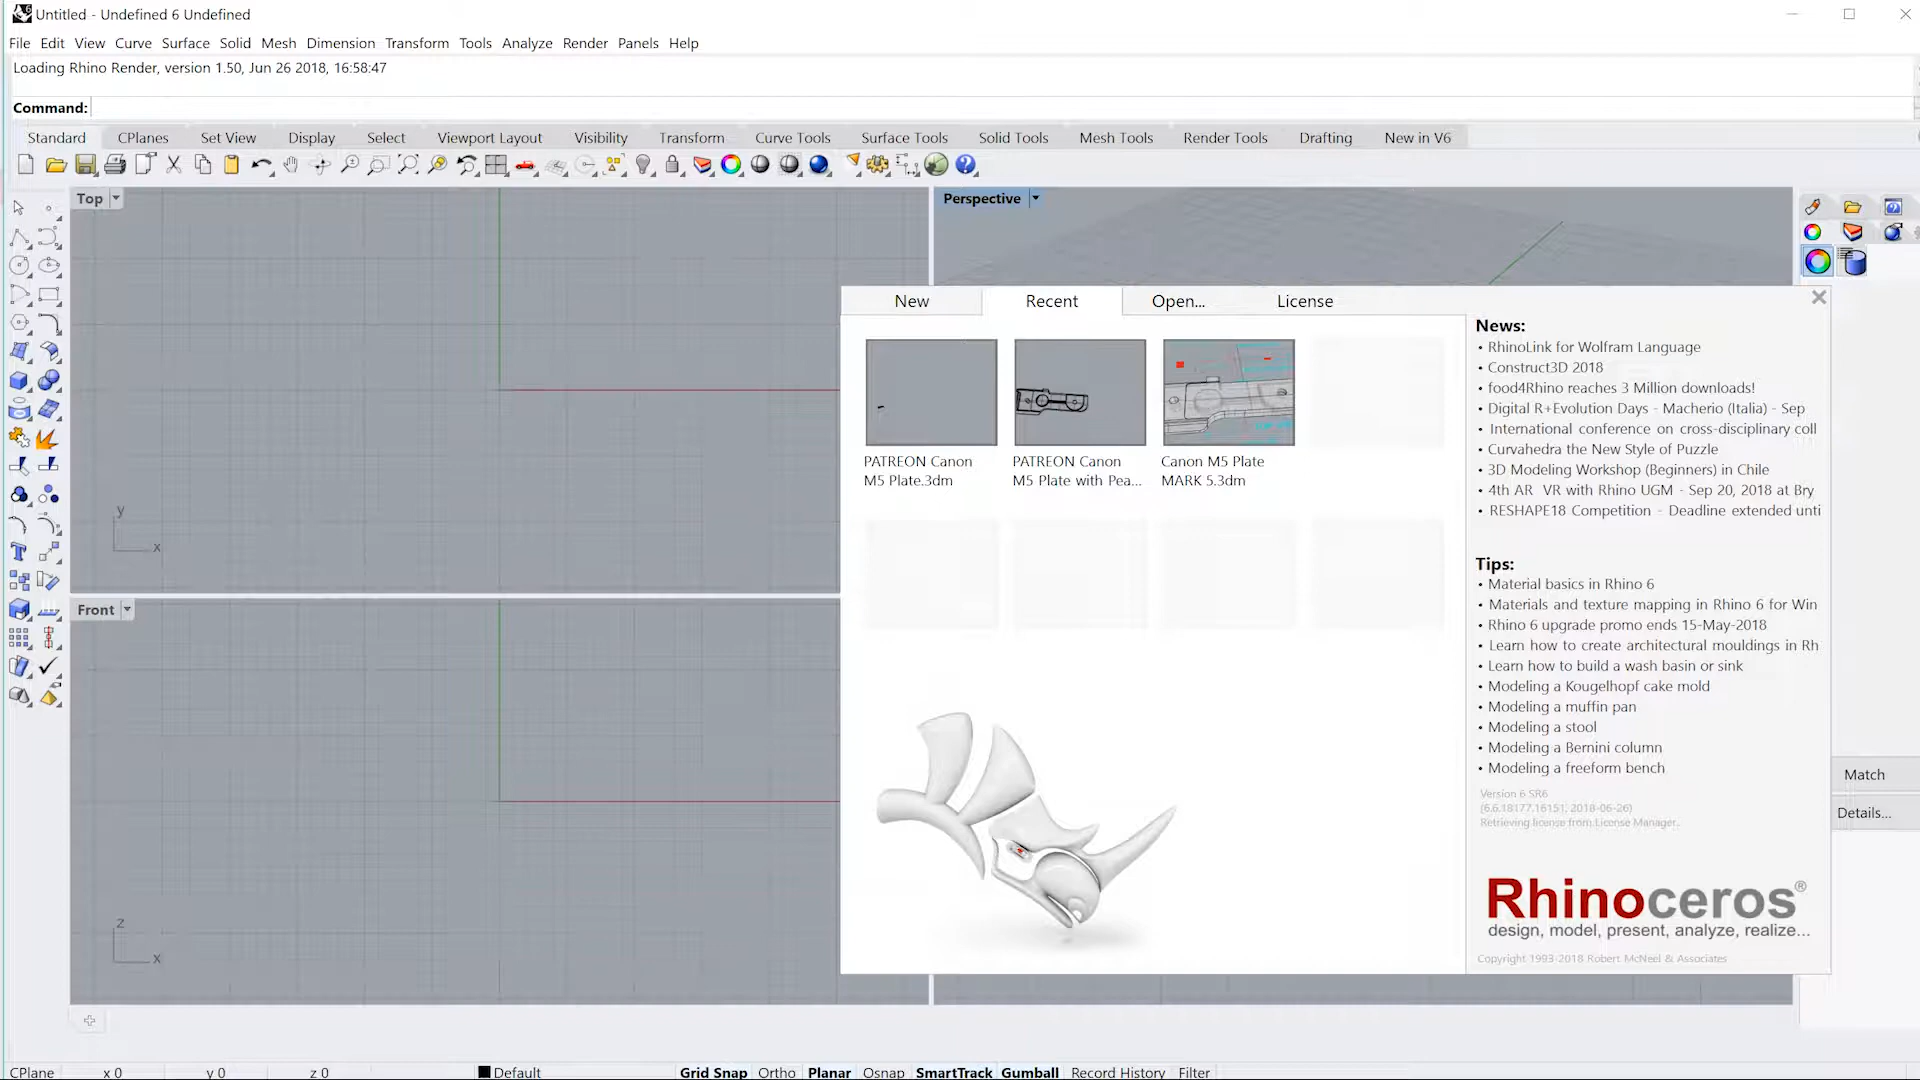 Untitled - Undefined 6 Undefined
File Edit View Curve Surface Solid Mesh Dimension Transform Tools Analyze Render Panels Help
Loading Rhino Render, version 1.50, Jun 26 2018, 16:58:47
Command:
Standard CPlanes Set View Display Select Viewport Layout Visibility Transform Curve Tools Surface Tools Solid Tools Mesh Tools Render Tools Drafting New in V6
Top
Perspective
New Recent Open... License
PATREON Canon
M5 Plate.3dm
PATREON Canon
M5 Plate with Pea...
Canon M5 Plate
MARK 5.3dm
News:
• RhinoLink for Wolfram Language
• Construct3D 2018
• food4Rhino reaches 3 Million downloads!
• Digital R+Evolution Days - Macherio (Italia) - Sep
• International conference on cross-disciplinary coll
• Curvahedra the New Style of Puzzle
• 3D Modeling Workshop (Beginners) in Chile
• 4th AR VR with Rhino UGM - Sep 20, 2018 at Bry
• RESHAPE18 Competition - Deadline extended unti
Tips:
• Material basics in Rhino 6
• Materials and texture mapping in Rhino 6 for Win
• Rhino 6 upgrade promo ends 15-May-2018
• Learn how to create architectural mouldings in Rh
• Learn how to build a wash basin or sink
• Modeling a Kougelhopf cake mold
• Modeling a muffin pan
• Modeling a stool
• Modeling a Bernini column
• Modeling a freeform bench
Version 6 SR6
(6.6.18177.16151, 2018-06-26)
Retrieving license from License Manager.
Rhinoceros®
design, model, present, analyze, realize...
Copyright 1993-2018 Robert McNeel & Associates
Match
Details...
y
x
Front
z
x
CPlane x 0 y 0 z 0 Default Grid Snap Ortho Planar Osnap SmartTrack Gumball Record History Filter